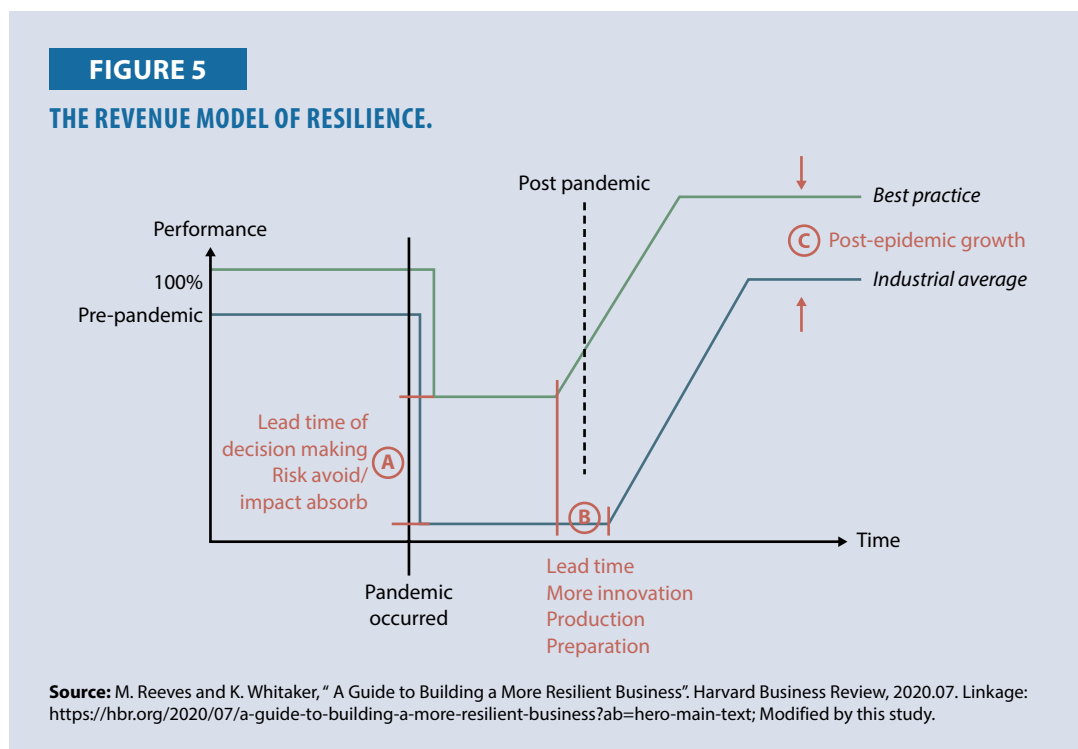 FIGURE 5
THE REVENUE MODEL OF RESILIENCE.
Post pandemic
Best practice
Performance
C Post-epidemic growth
100%
Industrial average
Pre-pandemic
Lead time of
decision making
Risk avoid/
impact absorb
A
B
Time
Pandemic
occurred
Lead time
More innovation
Production
Preparation
Source: M. Reeves and K. Whitaker, “ A Guide to Building a More Resilient Business”. Harvard Business Review, 2020.07. Linkage:
https://hbr.org/2020/07/a-guide-to-building-a-more-resilient-business?ab=hero-main-text; Modified by this study.